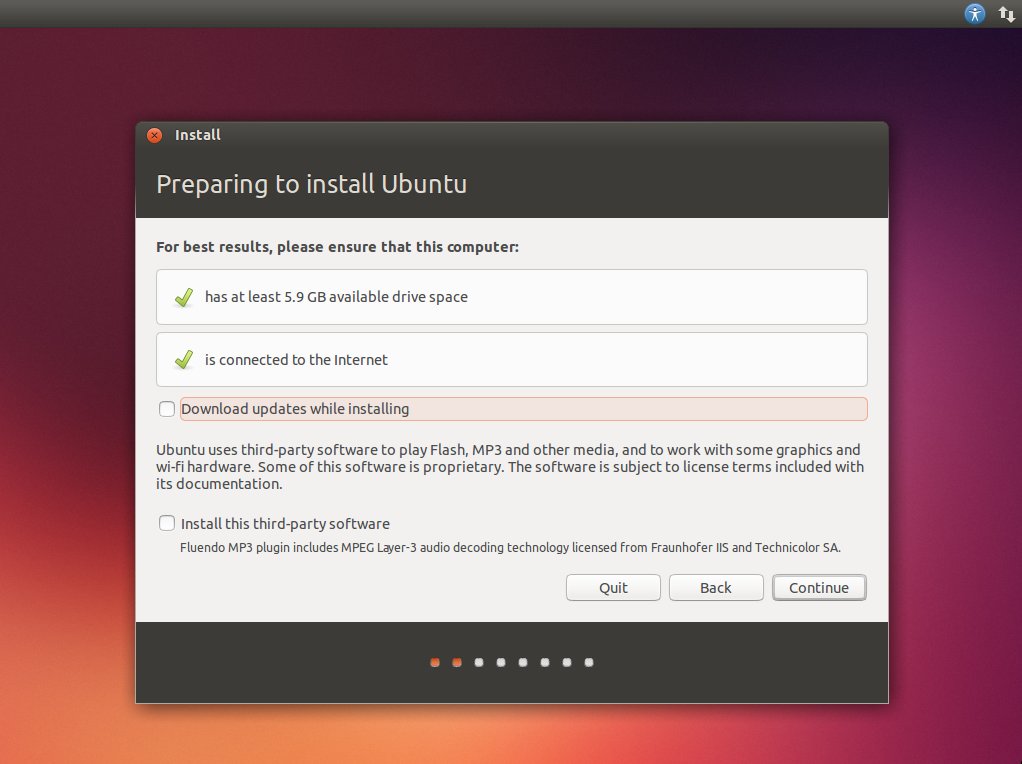 Install
Preparing to install Ubuntu
For best results, please ensure that this computer:
has at least 5.9 GB available drive space
is connected to the Internet
Download updates while installing
Ubuntu uses third-party software to play Flash, MP3 and other media, and to work with some graphics and
wi-fi hardware. Some of this software is proprietary. The software is subject to license terms included with
its documentation.
Install this third-party software
Fluendo MP3 plugin includes MPEG Layer-3 audio decoding technology licensed from Fraunhofer IIS and Technicolor SA.
Quit Back Continue